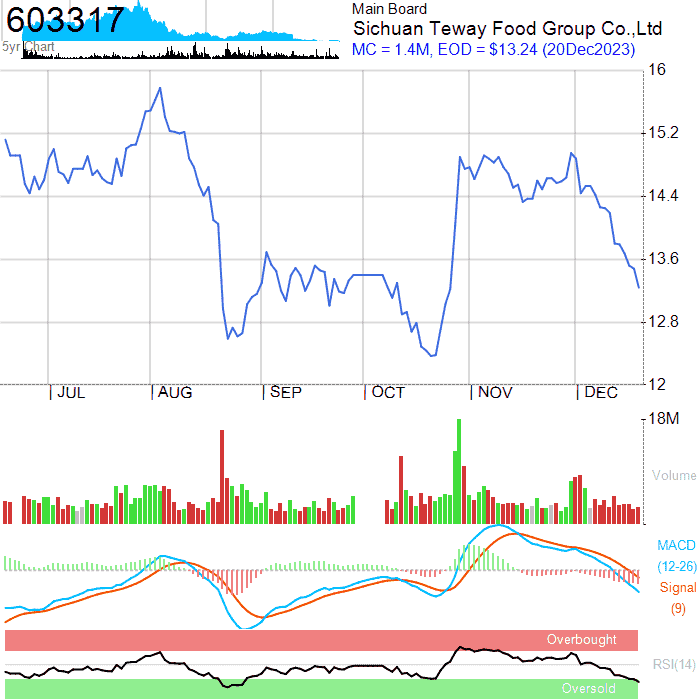 603317
5yr Chart
Main Board
Sichuan Teway Food Group Co.,Ltd
MC = 1.4M, EOD = $13.24 (20Dec2023)
16
15.2
14.4
13.6
12.8
12
JUL AUG SEP OCT NOV DEC
18M
Volume
MACD
(12-26)
Signal
(9)
Overbought
RSI(14)
Oversold